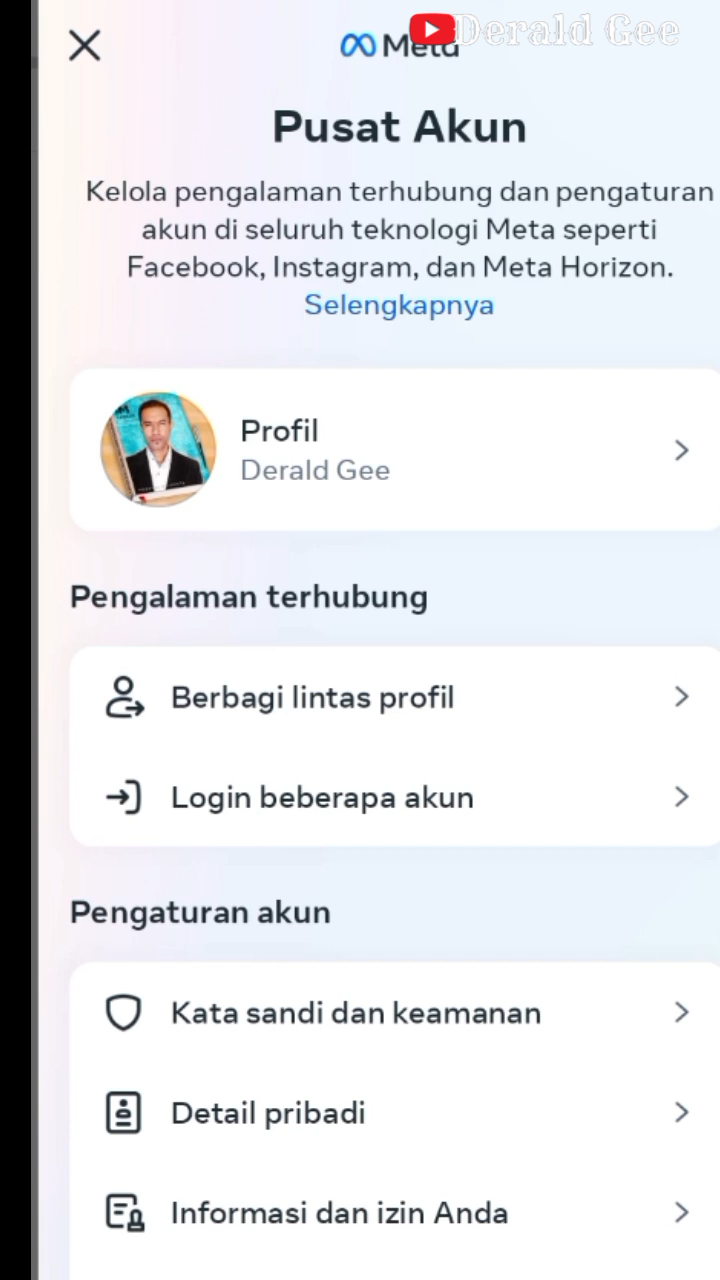 Meta
Derald Gee
Pusat Akun
Kelola pengalaman terhubung dan pengaturan
akun di seluruh teknologi Meta seperti
Facebook, Instagram, dan Meta Horizon.
Selengkapnya
Profil
Derald Gee
Pengalaman terhubung
Berbagi lintas profil
Login beberapa akun
Pengaturan akun
Kata sandi dan keamanan
Detail pribadi
Informasi dan izin Anda